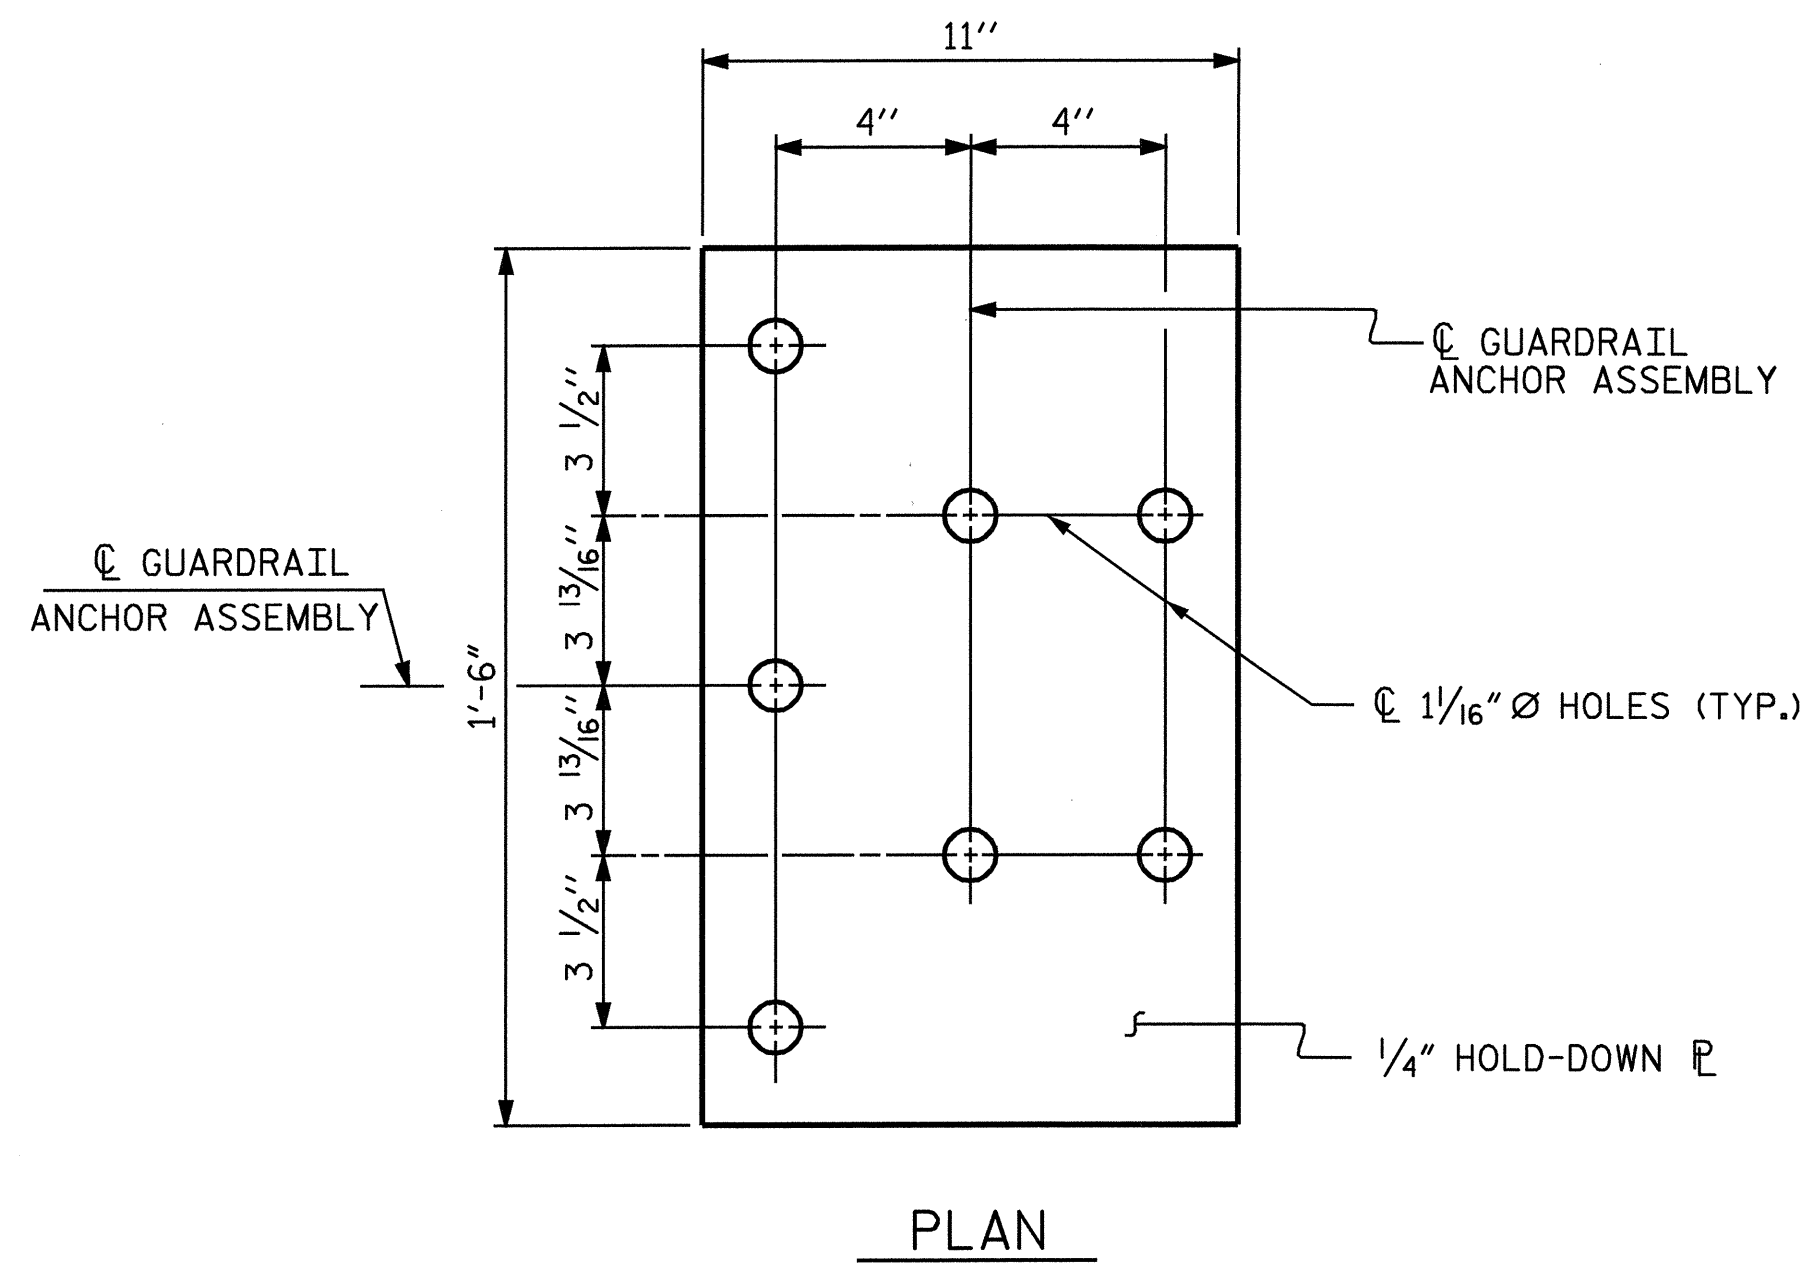 11"
4" 4"
℄ GUARDRAIL
ANCHOR ASSEMBLY
3 1/2"
3 13/16"
℄ GUARDRAIL
ANCHOR ASSEMBLY
1'-6"
℄ 1 1/16" Ø HOLES (TYP.)
3 13/16"
3 1/2"
1/4" HOLD-DOWN ⅊
PLAN